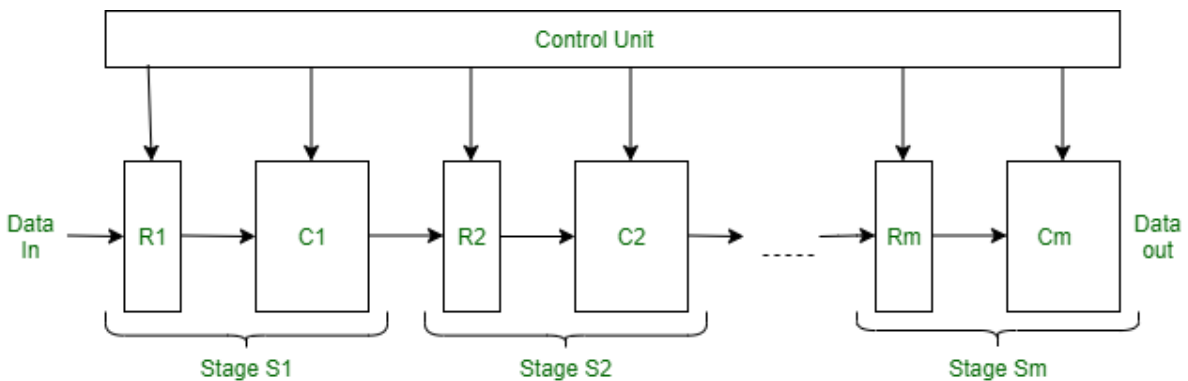 Control Unit
Data
In
R1
C1
R2
C2
-----
Rm
Cm
Data
out
Stage S1
Stage S2
Stage Sm